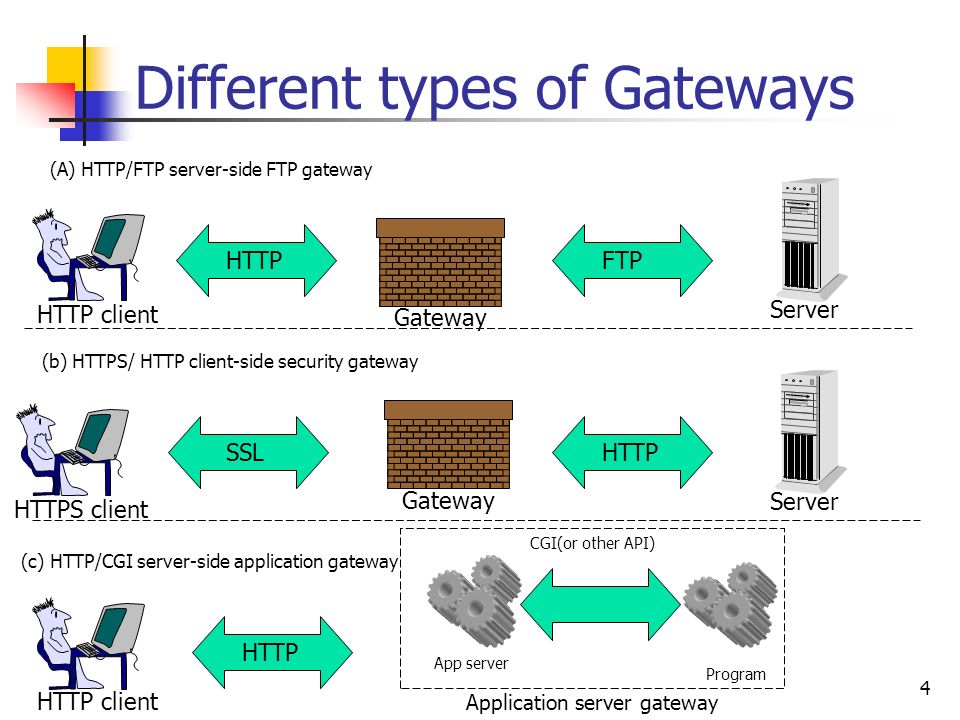 Different types of Gateways
(A) HTTP/FTP server-side FTP gateway
HTTP
FTP
HTTP client
Gateway
Server
(b) HTTPS/ HTTP client-side security gateway
SSL
HTTP
HTTPS client
Gateway
Server
(c) HTTP/CGI server-side application gateway
CGI(or other API)
HTTP
App server
Program
HTTP client
Application server gateway
4